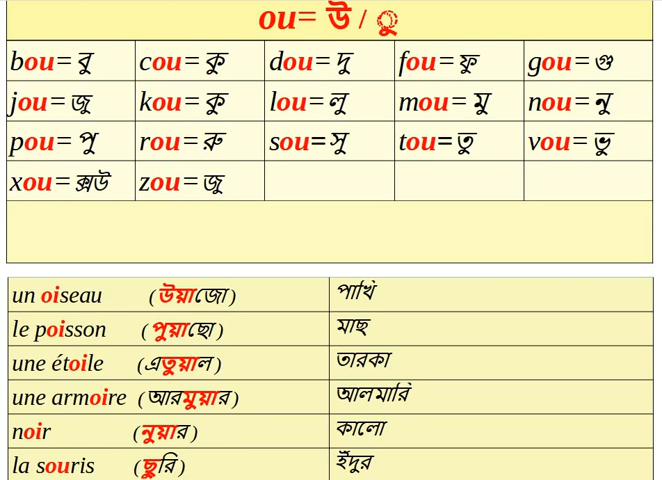 ou= উ / ু
bou= বু cou= কু dou= দু fou= ফু gou= গু
jou= জু kou= কু lou= লু mou= মু nou= নু
pou= পু rou= রু sou= সু tou= তু vou= ভু
xou= ক্সউ zou= জু
un oiseau (উয়াজো) পাখি
le poisson (পুয়াছো) মাছ
une étoile (এতুয়াল) তারকা
une armoire (আরমুয়ার) আলমারি
noir (নুয়ার) কালো
la souris (ছুরি) ইঁদুর